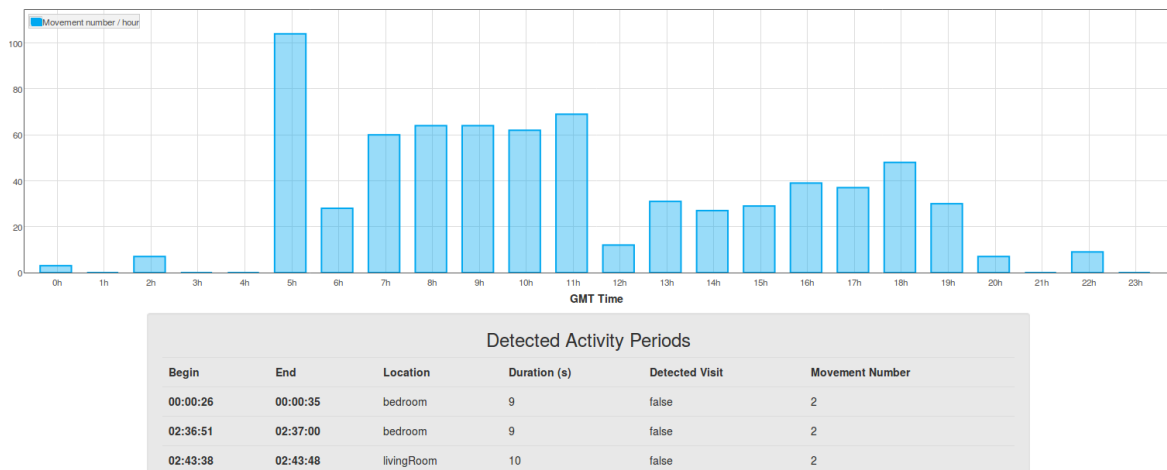 Movement number / hour
100
80
60
40
20
0
0h 1h 2h 3h 4h 5h 6h 7h 8h 9h 10h 11h 12h 13h 14h 15h 16h 17h 18h 19h 20h 21h 22h 23h
GMT Time
Detected Activity Periods
Begin End Location Duration (s) Detected Visit Movement Number
00:00:26 00:00:35 bedroom 9 false 2
02:36:51 02:37:00 bedroom 9 false 2
02:43:38 02:43:48 livingRoom 10 false 2